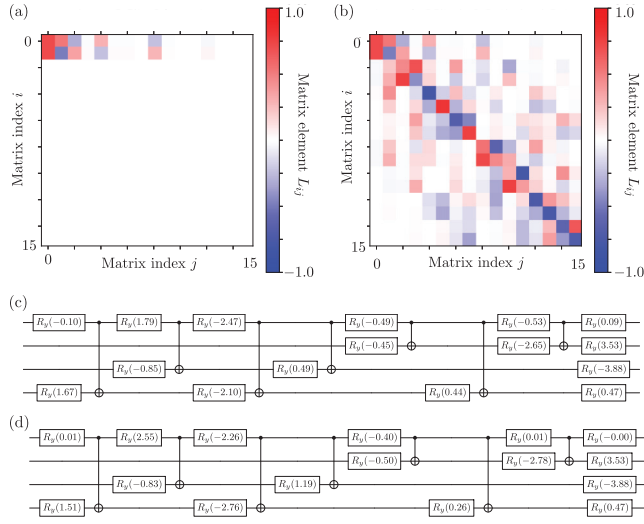 (a)
0
Matrix index i
15
0
Matrix index j
15
1.0
Matrix element L_{ij}
−1.0
(b)
0
Matrix index i
15
0
Matrix index j
15
1.0
Matrix element L_{ij}
−1.0
(c)
R_y(−0.10) R_y(1.79) R_y(−2.47) R_y(−0.49) R_y(−0.53) R_y(0.09)
R_y(−0.45) R_y(−2.65) R_y(3.53)
R_y(−0.85) R_y(0.49) R_y(−3.88)
R_y(1.67) R_y(−2.10) R_y(0.44) R_y(0.47)
(d)
R_y(0.01) R_y(2.55) R_y(−2.26) R_y(−0.40) R_y(0.01) R_y(−0.00)
R_y(−0.50) R_y(−2.78) R_y(3.53)
R_y(−0.83) R_y(1.19) R_y(−3.88)
R_y(1.51) R_y(−2.76) R_y(0.26) R_y(0.47)